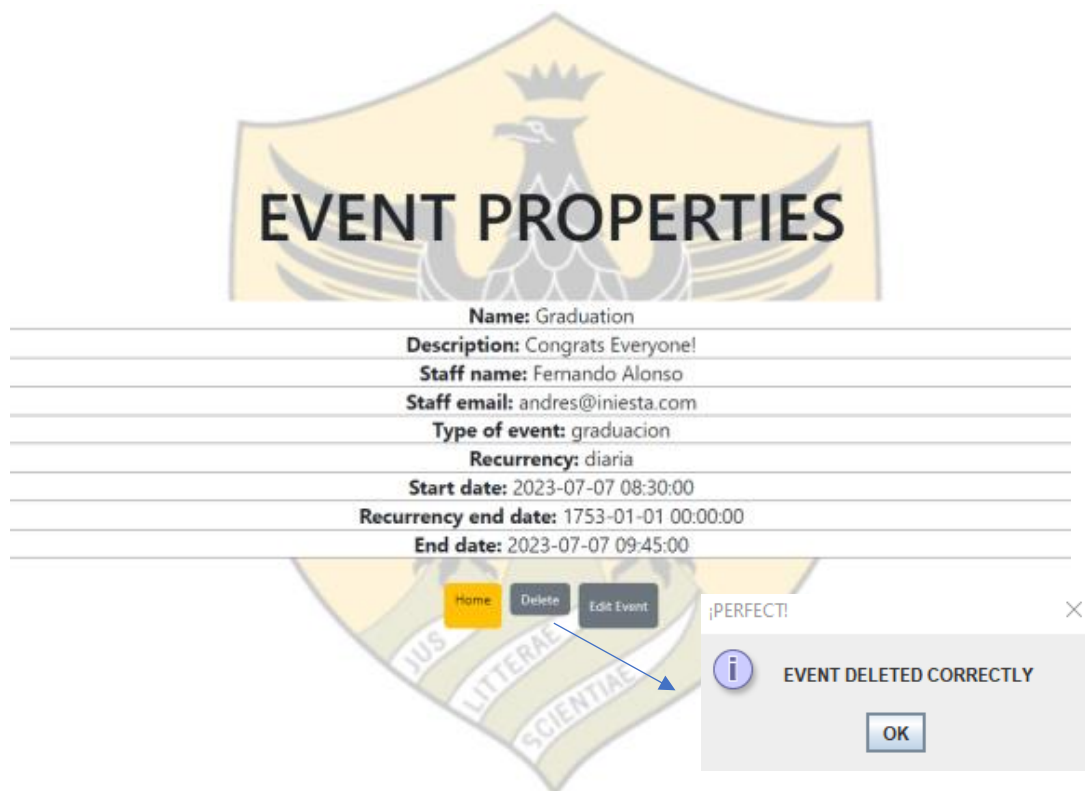 EVENT PROPERTIES
Name: Graduation
Description: Congrats Everyone!
Staff name: Fernando Alonso
Staff email: andres@iniesta.com
Type of event: graduacion
Recurrency: diaria
Start date: 2023-07-07 08:30:00
Recurrency end date: 1753-01-01 00:00:00
End date: 2023-07-07 09:45:00
Home
Delete
Edit Event
¡PERFECT!
EVENT DELETED CORRECTLY
OK
JUS
LITTERAE
SCIENTIAE